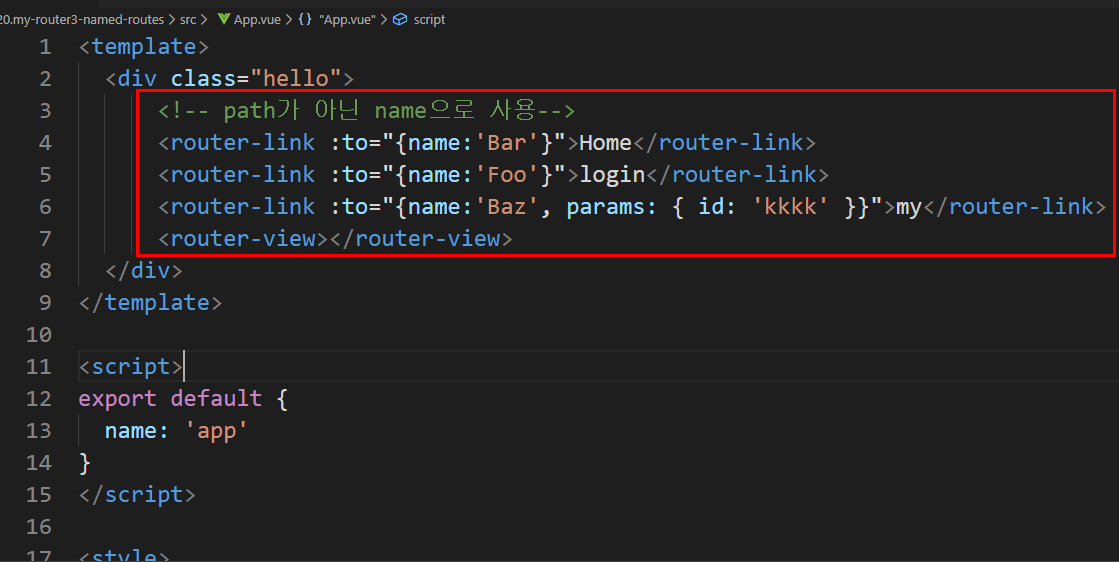 20.my-router3-named-routes > src > App.vue > {} "App.vue" > script
1 <template>
2 <div class="hello">
3 <!-- path가 아닌 name으로 사용-->
4 <router-link :to="{name:'Bar'}">Home</router-link>
5 <router-link :to="{name:'Foo'}">login</router-link>
6 <router-link :to="{name:'Baz', params: { id: 'kkkk' }}">my</router-link>
7 <router-view></router-view>
8 </div>
9 </template>
10
11 <script>
12 export default {
13 name: 'app'
14 }
15 </script>
16
17 <style>